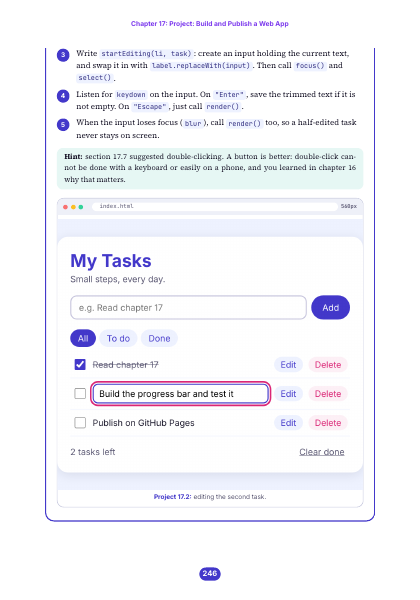 Chapter 17: Project: Build and Publish a Web App
3 Write startEditing(li, task): create an input holding the current text,
and swap it in with label.replaceWith(input). Then call focus() and
select().
4 Listen for keydown on the input. On "Enter", save the trimmed text if it is
not empty. On "Escape", just call render().
5 When the input loses focus (blur), call render() too, so a half-edited task
never stays on screen.
Hint: section 17.7 suggested double-clicking. A button is better: double-click can-
not be done with a keyboard or easily on a phone, and you learned in chapter 16
why that matters.
index.html 560px
My Tasks
Small steps, every day.
e.g. Read chapter 17 Add
All To do Done
Read chapter 17 Edit Delete
Build the progress bar and test it Edit Delete
Publish on GitHub Pages Edit Delete
2 tasks left Clear done
Project 17.2: editing the second task.
246